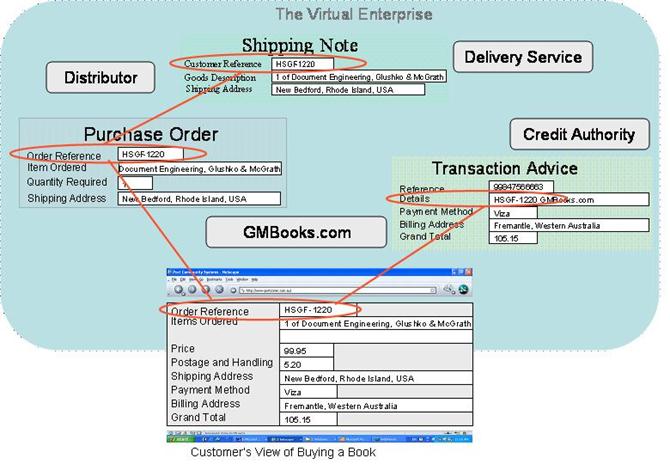 The Virtual Enterprise
Shipping Note
Customer Reference HSGF1220
Goods Description 1 of Document Engineering, Glushko & McGrath
Shipping Address New Bedford, Rhode Island, USA
Delivery Service
Distributor
Purchase Order
Order Reference HSGF-1220
Item Ordered Document Engineering, Glushko & McGrath
Quantity Required
Shipping Address New Bedford, Rhode Island, USA
Credit Authority
Transaction Advice
Reference 99847566663
Details HSGF-1220 GMBooks.com
Payment Method Viza
Billing Address Fremantle, Western Australia
Grand Total 105.15
GMBooks.com
Order Reference HSGF-1220
Items Ordered 1 of Document Engineering, Glushko & McGrath
Price 99.95
Postage and Handling 5.20
Shipping Address New Bedford, Rhode Island, USA
Payment Method Viza
Billing Address Fremantle, Western Australia
Grand Total 105.15
start
Customer's View of Buying a Book